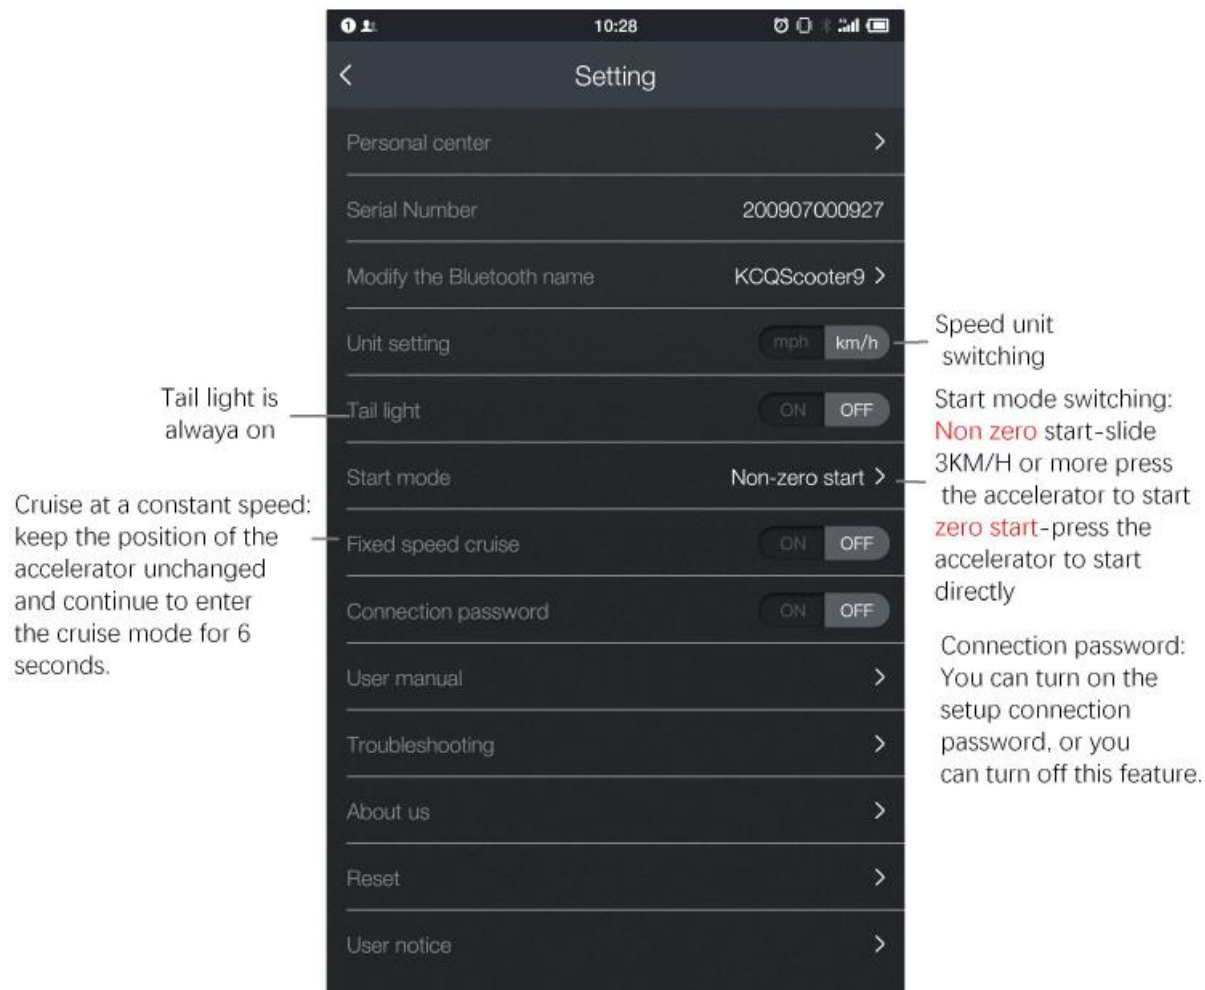 1
10:28
Setting
Personal center
Serial Number 200907000927
Modify the Bluetooth name KCQScooter9
Unit setting mph km/h
Tail light ON OFF
Start mode Non-zero start
Fixed speed cruise ON OFF
Connection password ON OFF
User manual
Troubleshooting
About us
Reset
User notice
Tail light is
alwaya on
Cruise at a constant speed:
keep the position of the
accelerator unchanged
and continue to enter
the cruise mode for 6
seconds.
Speed unit
switching
Start mode switching:
Non zero start-slide
3KM/H or more press
the accelerator to start
zero start-press the
accelerator to start
directly
Connection password:
You can turn on the
setup connection
password, or you
can turn off this feature.